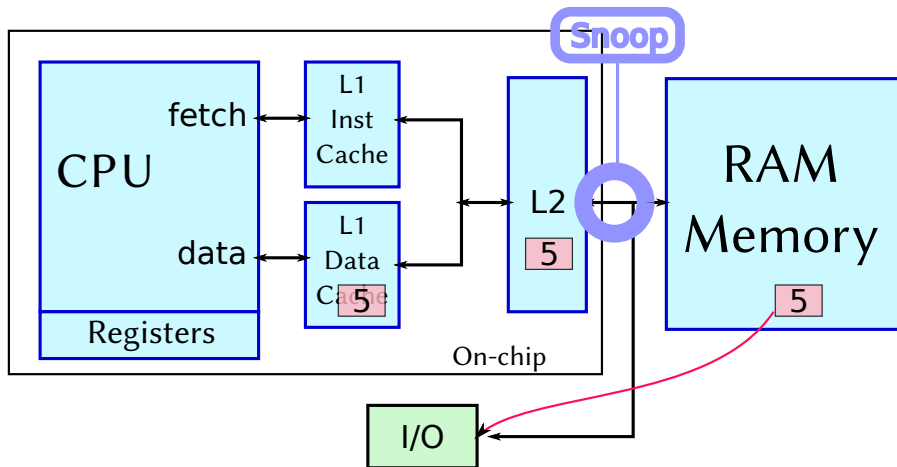 Snoop
fetch
CPU
data
Registers
L1
Inst
Cache
L1
Data
Cache
5
L2
5
On-chip
RAM
Memory
5
I/O